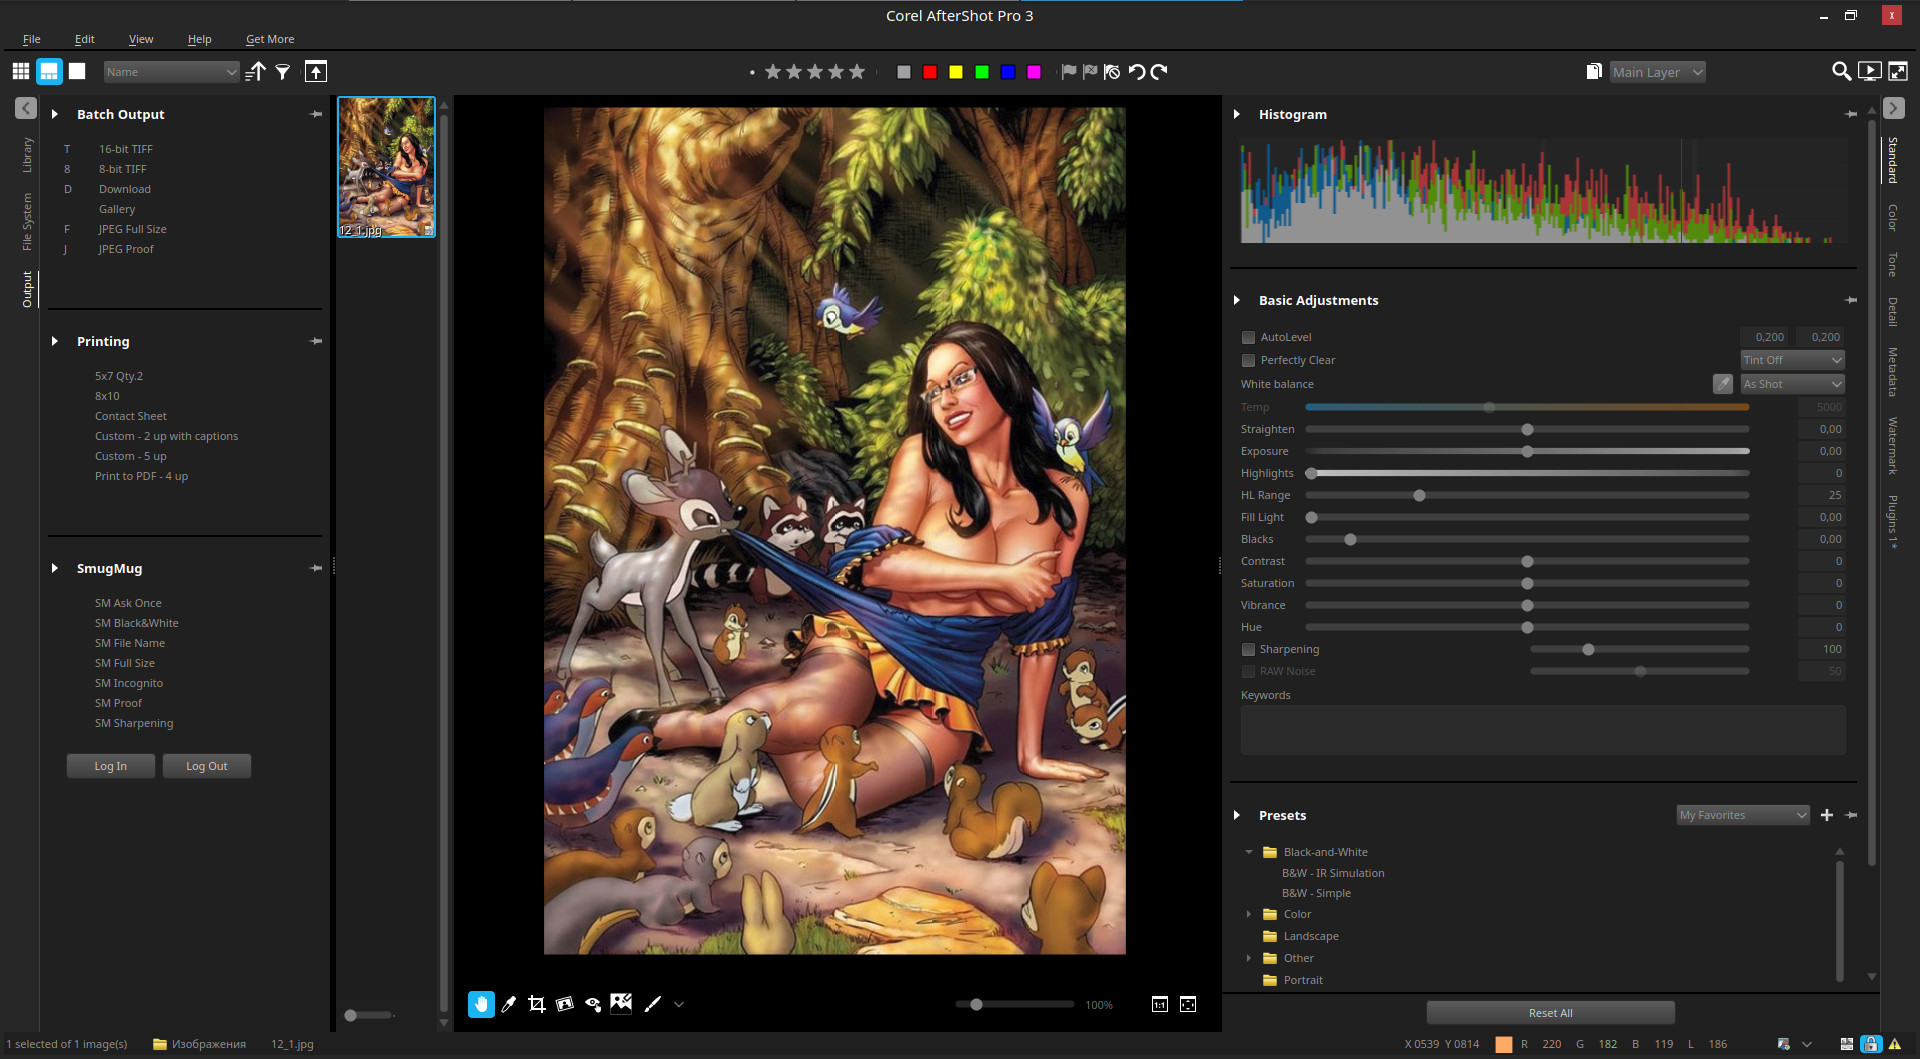 Corel AfterShot Pro 3
File Edit View Help Get More
Name
Main Layer
Library
File System
Output
Batch Output
T 16-bit TIFF
8 8-bit TIFF
D Download
Gallery
F JPEG Full Size
J JPEG Proof
Printing
5x7 Qty.2
8x10
Contact Sheet
Custom - 2 up with captions
Custom - 5 up
Print to PDF - 4 up
SmugMug
SM Ask Once
SM Black&White
SM File Name
SM Full Size
SM Incognito
SM Proof
SM Sharpening
Log In Log Out
12_1.jpg
100%
1:1
Histogram
Basic Adjustments
AutoLevel 0,200 0,200
Perfectly Clear Tint Off
White balance As Shot
Temp 5000
Straighten 0,00
Exposure 0,00
Highlights 0
HL Range 25
Fill Light 0,00
Blacks 0,00
Contrast 0
Saturation 0
Vibrance 0
Hue 0
Sharpening 100
RAW Noise 50
Keywords
Presets My Favorites
Black-and-White
B&W - IR Simulation
B&W - Simple
Color
Landscape
Other
Portrait
Reset All
Standard
Color
Tone
Detail
Metadata
Watermark
Plugins 1*
1 selected of 1 image(s) Изображения 12_1.jpg X 0539 Y 0814 R 220 G 182 B 119 L 186